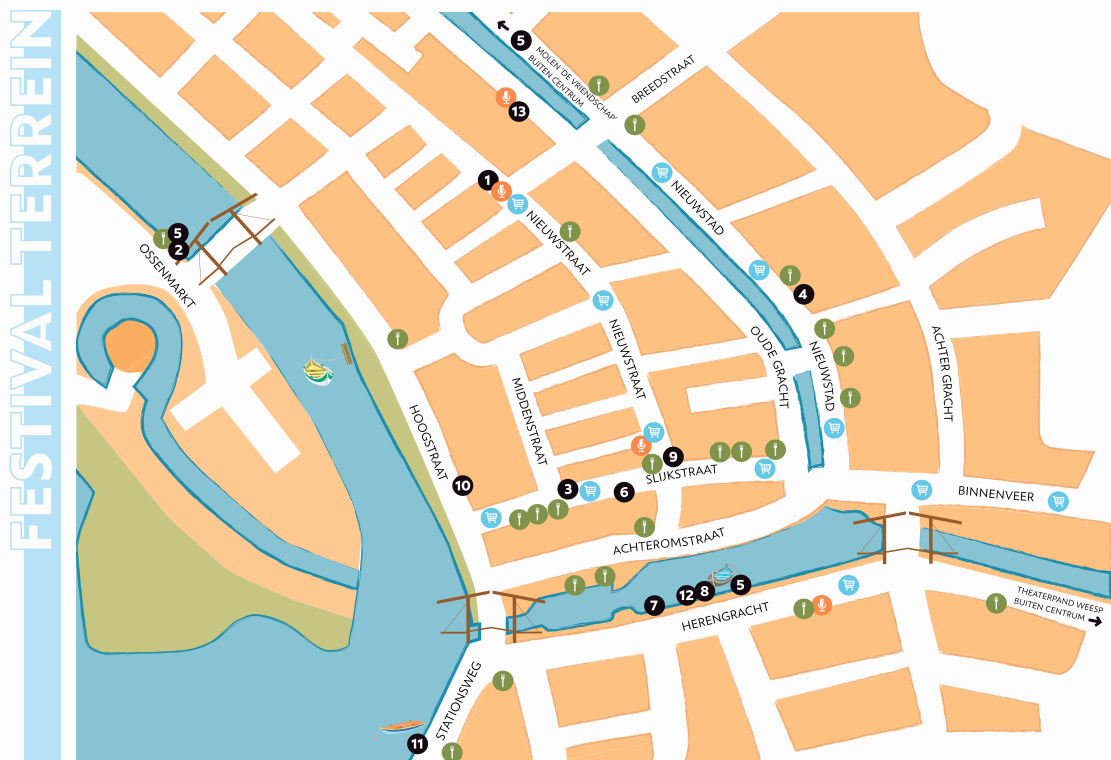 FESTIVAL TERREIN
5
MOLEN 'DE VRIENDSCHAP'
BUITEN CENTRUM
BREEDSTRAAT
13
1
NIEUWSTRAAT
NIEUWSTAD
5
2
OSSENMARKT
4
NIEUWSTRAAT
OUDE GRACHT
NIEUWSTAD
ACHTER GRACHT
MIDDENSTRAAT
HOOGSTRAAT
9
SLIJKSTRAAT
10
3
6
BINNENVEER
ACHTEROMSTRAAT
5
8
12
7
HERENGRACHT
THEATERPAND WEESP
BUITEN CENTRUM
STATIONSWEG
11